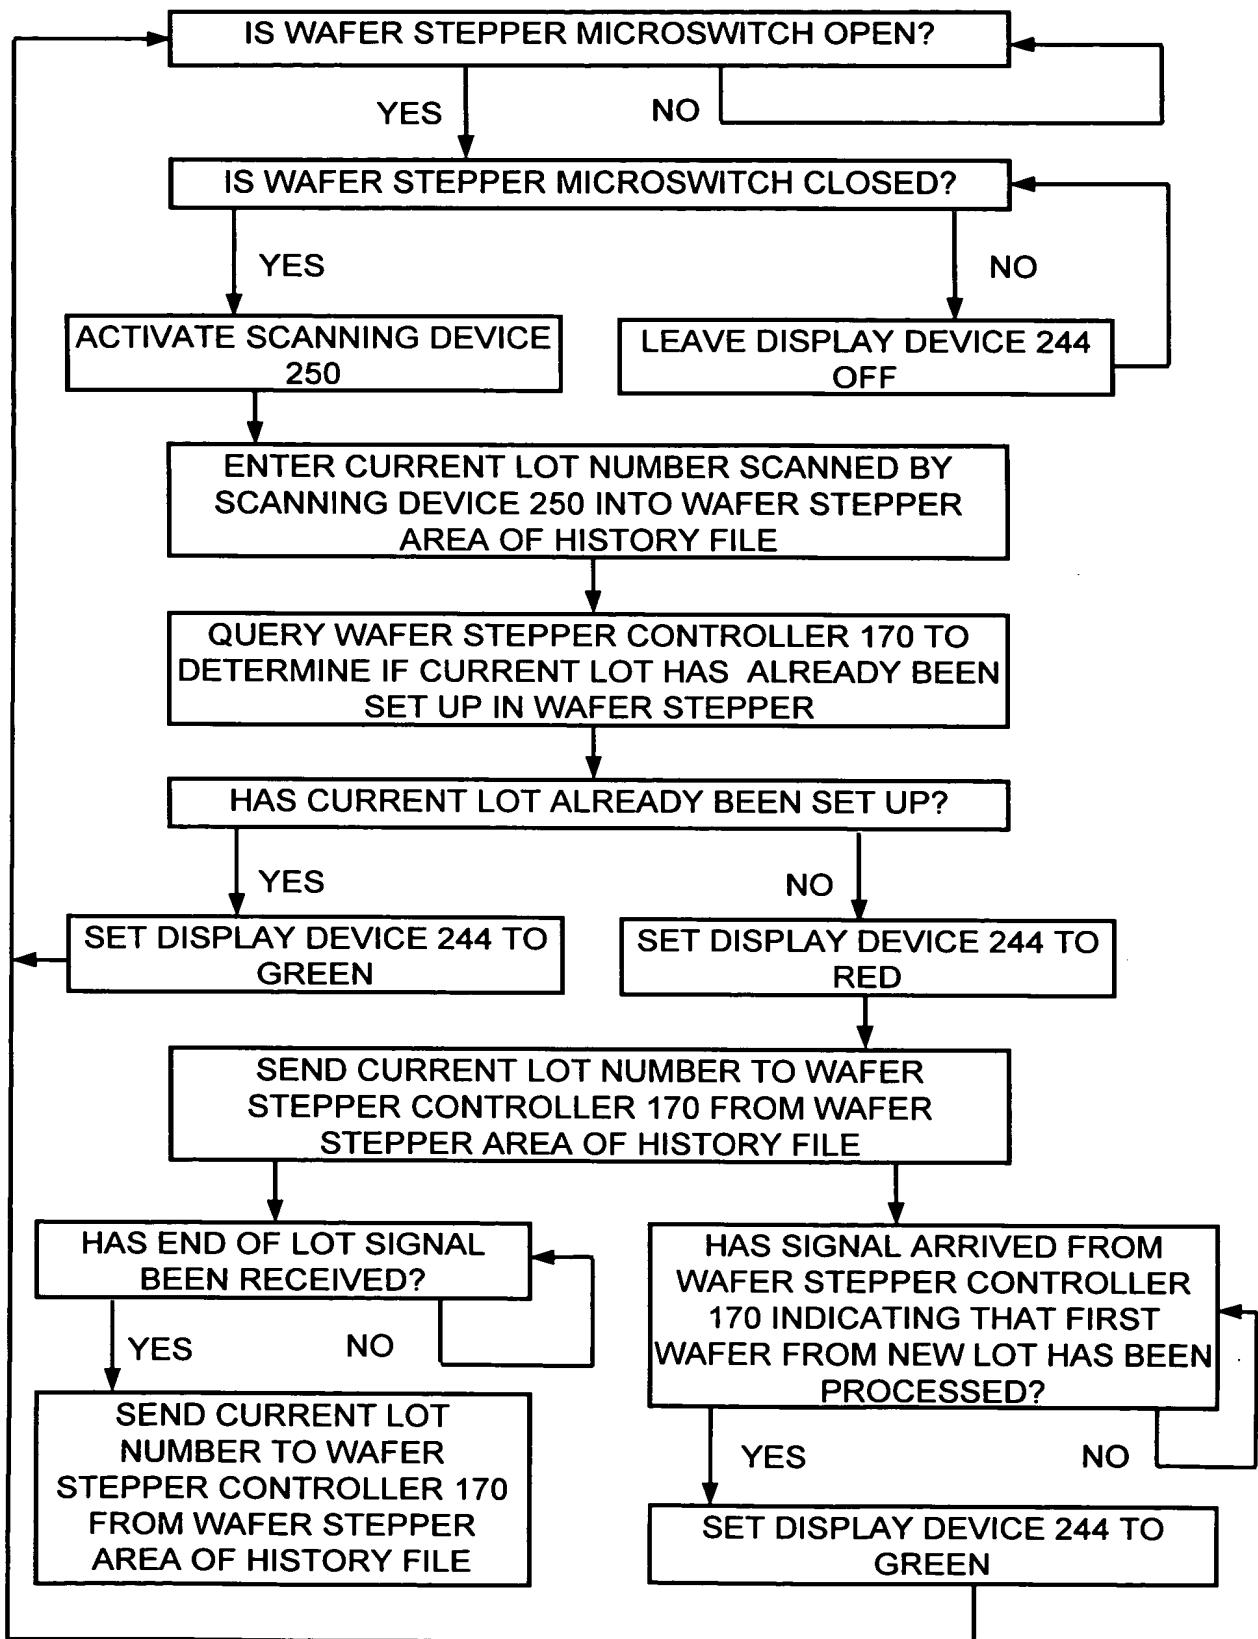 IS WAFER STEPPER MICROSWITCH OPEN?
YES
NO
IS WAFER STEPPER MICROSWITCH CLOSED?
YES
NO
ACTIVATE SCANNING DEVICE
250
LEAVE DISPLAY DEVICE 244
OFF
ENTER CURRENT LOT NUMBER SCANNED BY
SCANNING DEVICE 250 INTO WAFER STEPPER
AREA OF HISTORY FILE
QUERY WAFER STEPPER CONTROLLER 170 TO
DETERMINE IF CURRENT LOT HAS ALREADY BEEN
SET UP IN WAFER STEPPER
HAS CURRENT LOT ALREADY BEEN SET UP?
YES
NO
SET DISPLAY DEVICE 244 TO
GREEN
SET DISPLAY DEVICE 244 TO
RED
SEND CURRENT LOT NUMBER TO WAFER
STEPPER CONTROLLER 170 FROM WAFER
STEPPER AREA OF HISTORY FILE
HAS END OF LOT SIGNAL
BEEN RECEIVED?
YES
NO
SEND CURRENT LOT
NUMBER TO WAFER
STEPPER CONTROLLER 170
FROM WAFER STEPPER
AREA OF HISTORY FILE
HAS SIGNAL ARRIVED FROM
WAFER STEPPER CONTROLLER
170 INDICATING THAT FIRST
WAFER FROM NEW LOT HAS BEEN
PROCESSED?
YES
NO
SET DISPLAY DEVICE 244 TO
GREEN